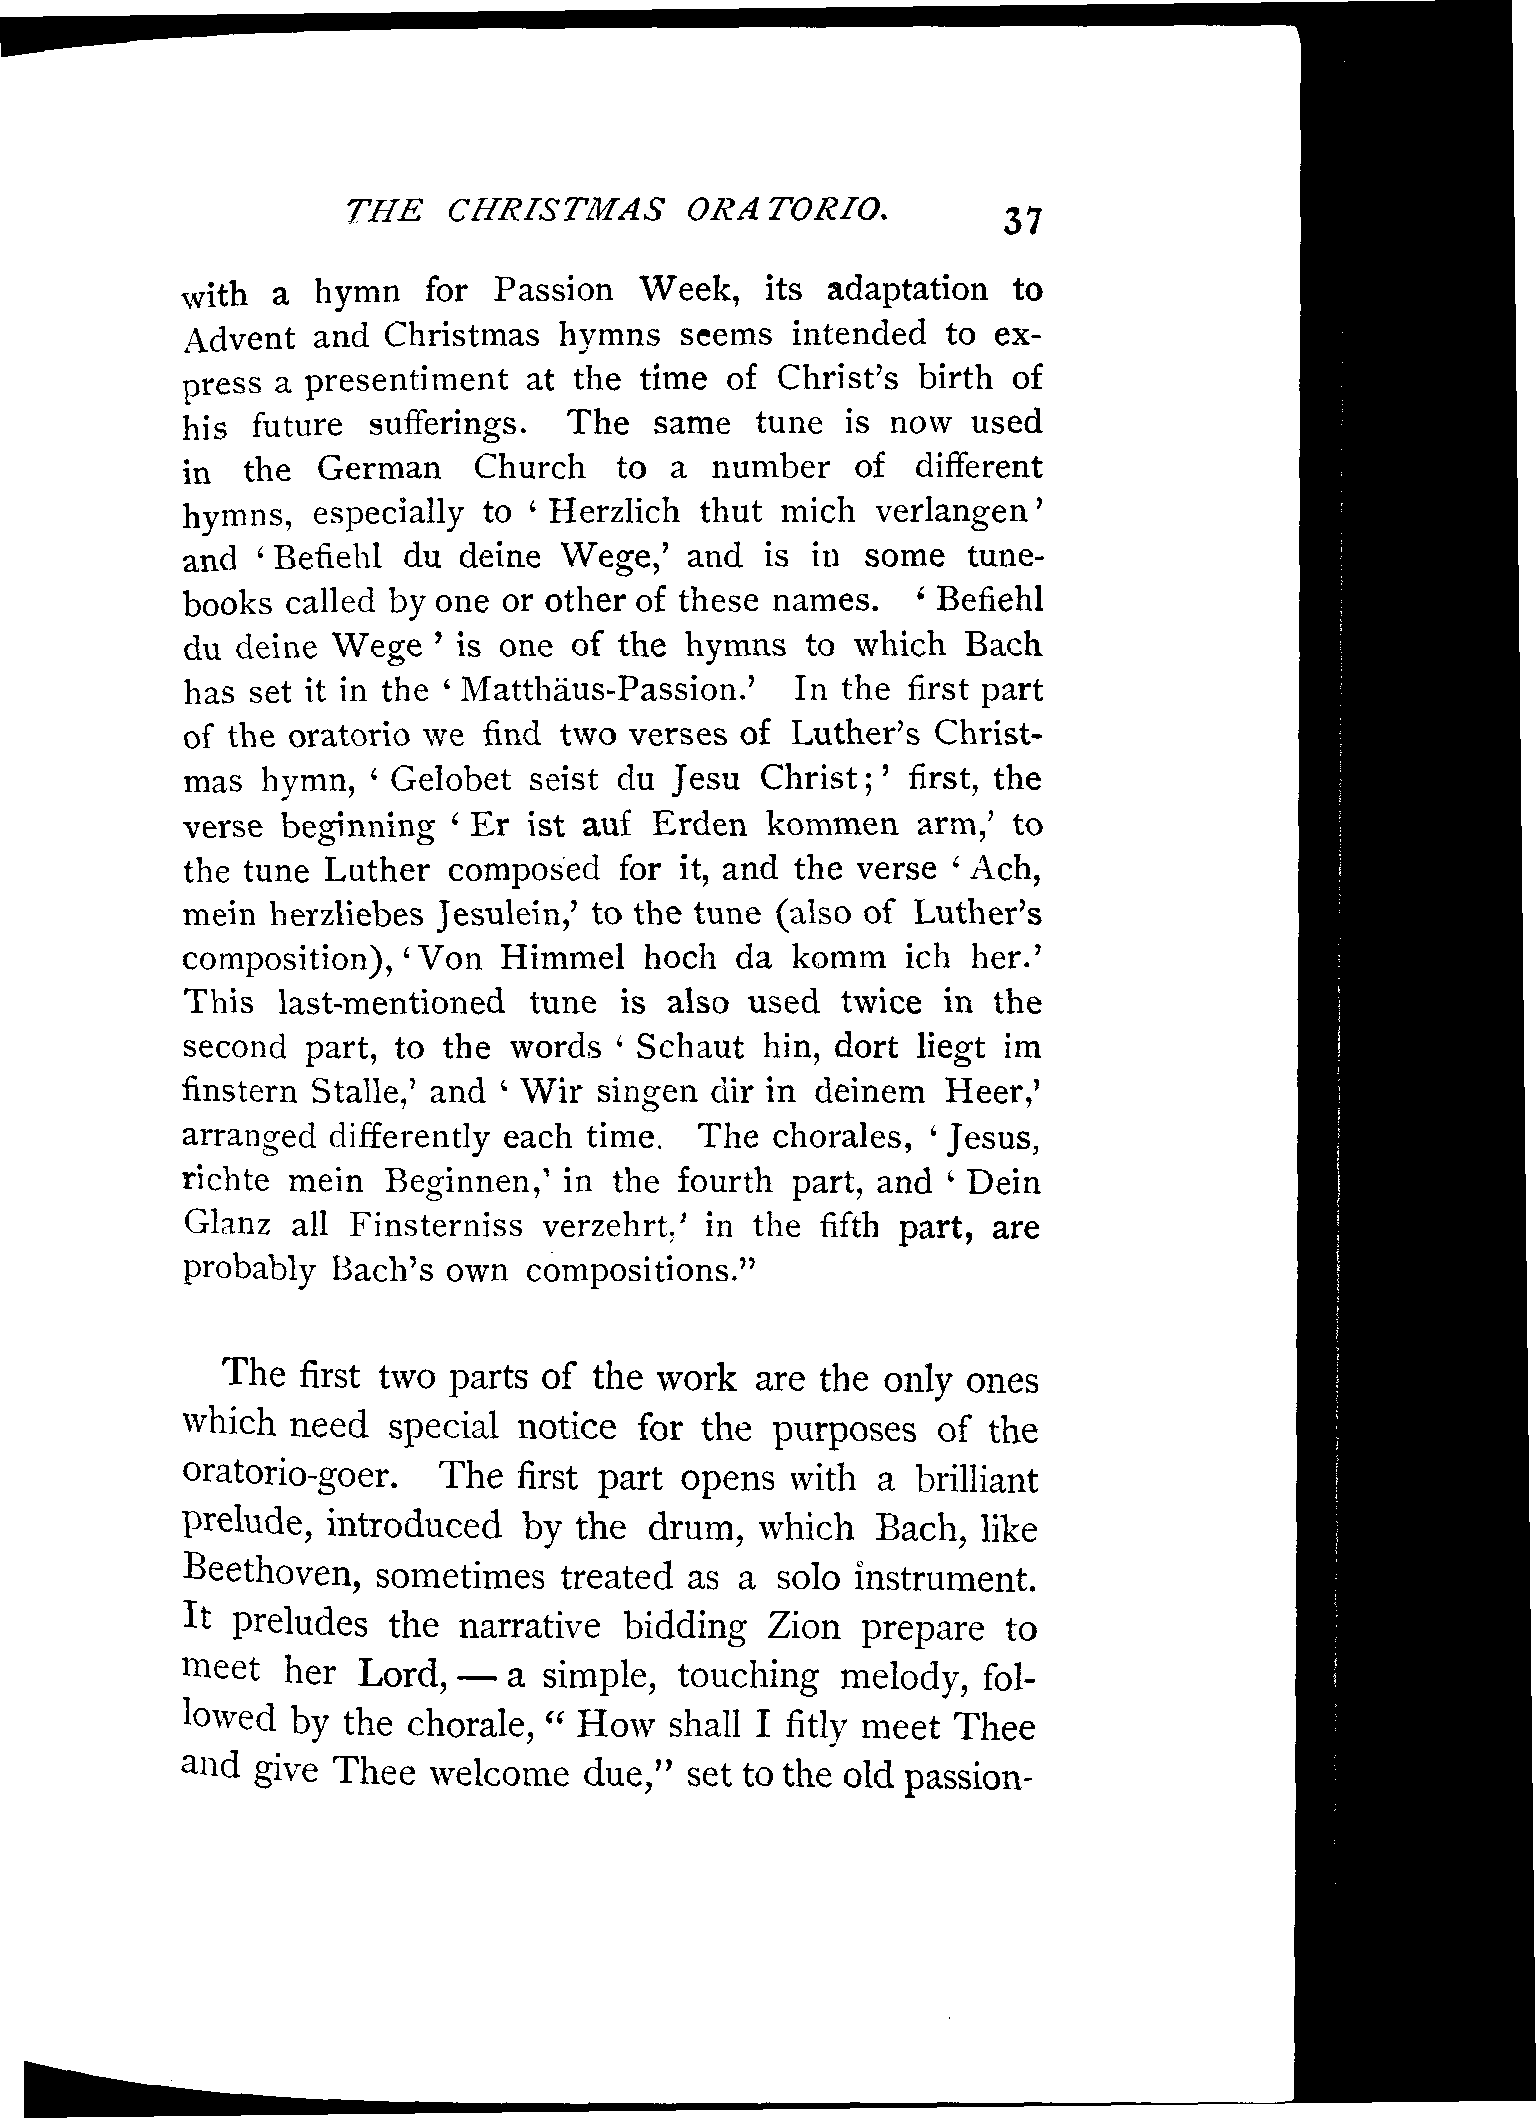 THE CHRISTMAS ORATORIO. 37
with a hymn for Passion Week, its adaptation to
Advent and Christmas hymns seems intended to ex-
press a presentiment at the time of Christ's birth of
his future sufferings. The same tune is now used
in the German Church to a number of different
hymns, especially to ‘ Herzlich thut mich verlangen’
and ‘ Befiehl du deine Wege,’ and is in some tune-
books called by one or other of these names. ‘ Befiehl
du deine Wege ’ is one of the hymns to which Bach
has set it in the ‘ Matthäus-Passion.’ In the first part
of the oratorio we find two verses of Luther's Christ-
mas hymn, ‘ Gelobet seist du Jesu Christ; ’ first, the
verse beginning ‘ Er ist auf Erden kommen arm,’ to
the tune Luther composed for it, and the verse ‘ Ach,
mein herzliebes Jesulein,’ to the tune (also of Luther's
composition), ‘ Von Himmel hoch da komm ich her.’
This last-mentioned tune is also used twice in the
second part, to the words ‘ Schaut hin, dort liegt im
finstern Stalle,’ and ‘ Wir singen dir in deinem Heer,’
arranged differently each time. The chorales, ‘ Jesus,
richte mein Beginnen,’ in the fourth part, and ‘ Dein
Glanz all Finsterniss verzehrt,’ in the fifth part, are
probably Bach's own compositions.”
The first two parts of the work are the only ones
which need special notice for the purposes of the
oratorio-goer. The first part opens with a brilliant
prelude, introduced by the drum, which Bach, like
Beethoven, sometimes treated as a solo instrument.
It preludes the narrative bidding Zion prepare to
meet her Lord, — a simple, touching melody, fol-
lowed by the chorale, “ How shall I fitly meet Thee
and give Thee welcome due,” set to the old passion-